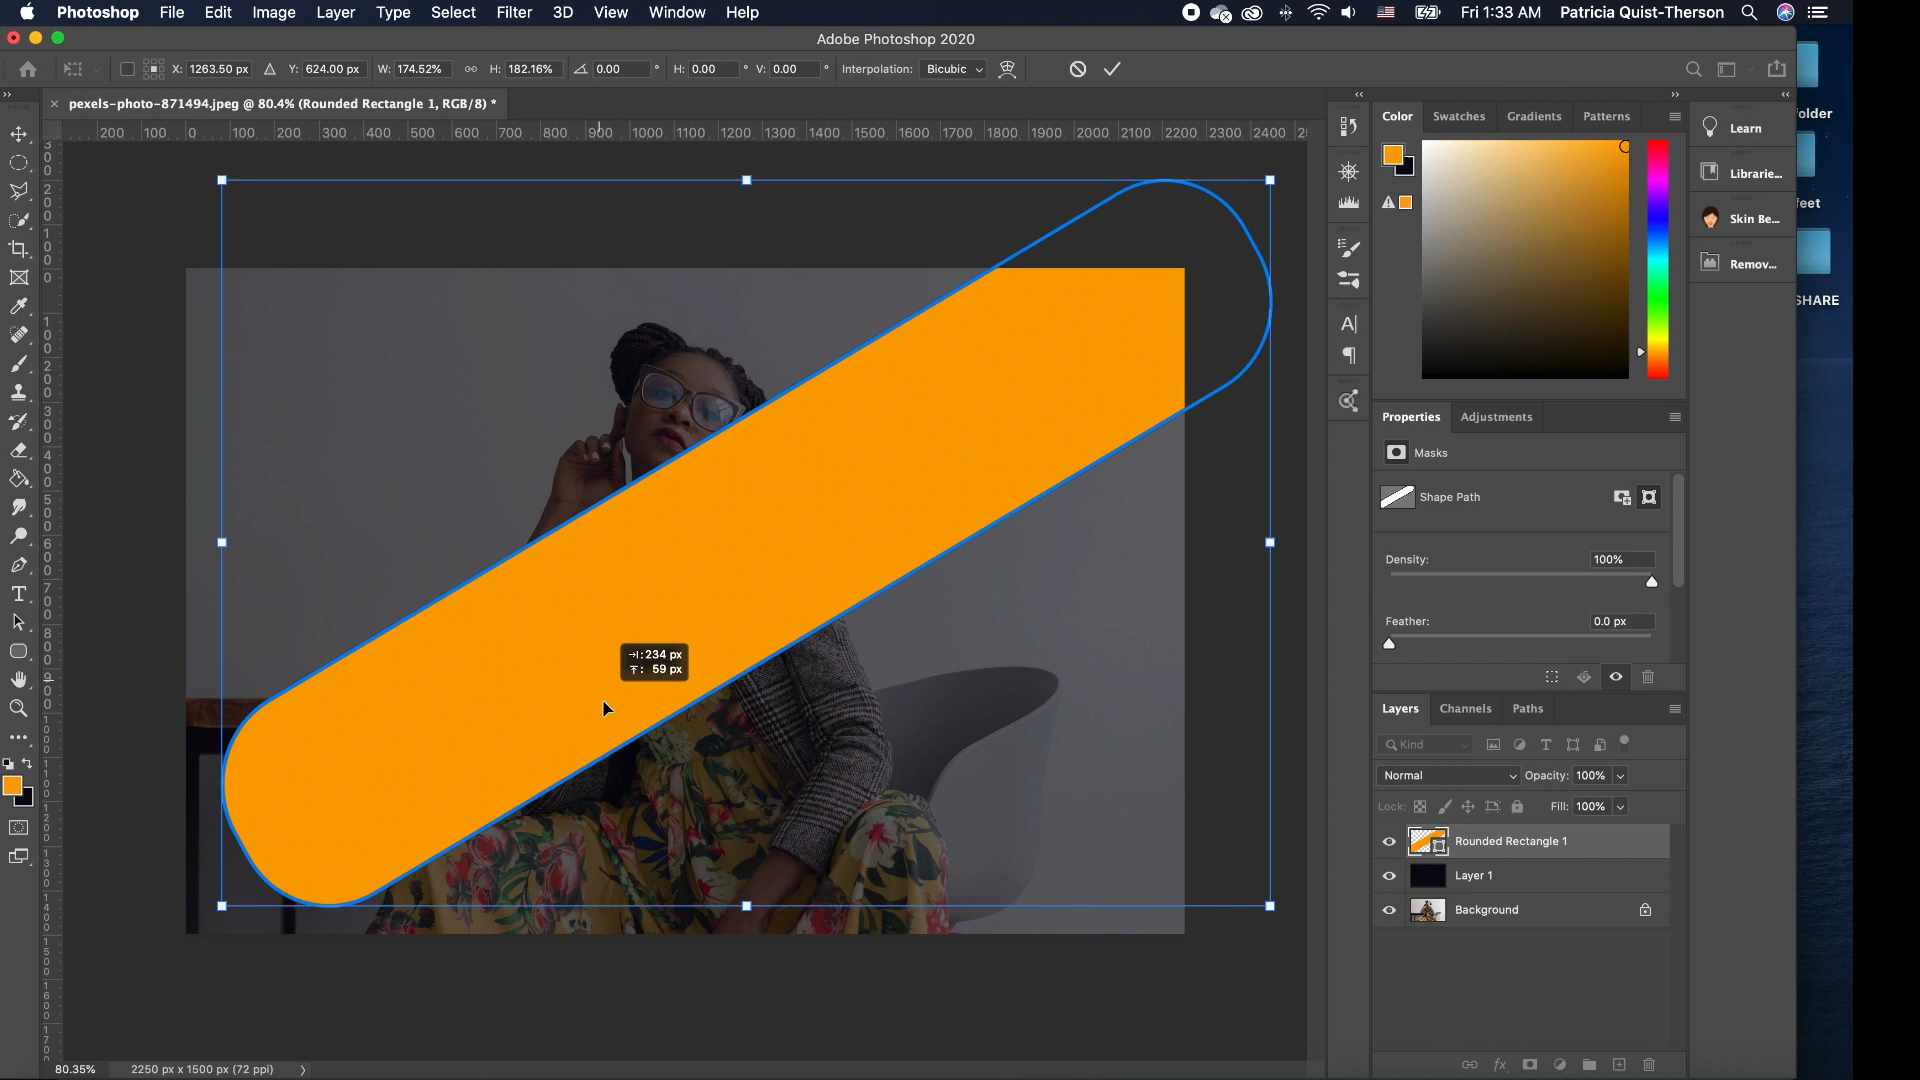 Photoshop File Edit Image Layer Type Select Filter 3D View Window Help Fri 1:33 AM Patricia Quist-Therson
Adobe Photoshop 2020
X: 1263.50 px Y: 624.00 px W: 174.52% H: 182.16% 0.00 ° H: 0.00 ° V: 0.00 ° Interpolation: Bicubic
× pexels-photo-871494.jpeg @ 80.4% (Rounded Rectangle 1, RGB/8) *
200 100 0 100 200 300 400 500 600 700 800 900 1000 1100 1200 1300 1400 1500 1600 1700 1800 1900 2000 2100 2200 2300 2400
Color Swatches Gradients Patterns
Learn
Librarie...
Skin Be...
Remov...
older
feet
SHARE
A
Properties Adjustments
Masks
Shape Path
Density: 100%
Feather: 0.0 px
:234 px
: 59 px
Layers Channels Paths
Kind
Normal Opacity: 100%
Lock: Fill: 100%
Rounded Rectangle 1
Layer 1
Background
fx
80.35% 2250 px x 1500 px (72 ppi)